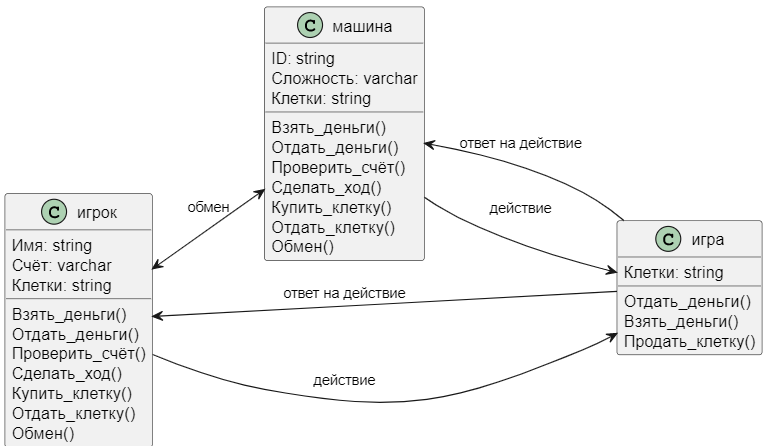 C машина
ID: string
Сложность: varchar
Клетки: string
Взять_деньги()
Отдать_деньги()
Проверить_счёт()
Сделать_ход()
Купить_клетку()
Отдать_клетку()
Обмен()
ответ на действие
обмен
действие
C игрок
Имя: string
Счёт: varchar
Клетки: string
Взять_деньги()
Отдать_деньги()
Проверить_счёт()
Сделать_ход()
Купить_клетку()
Отдать_клетку()
Обмен()
C игра
Клетки: string
Отдать_деньги()
Взять_деньги()
Продать_клетку()
ответ на действие
действие